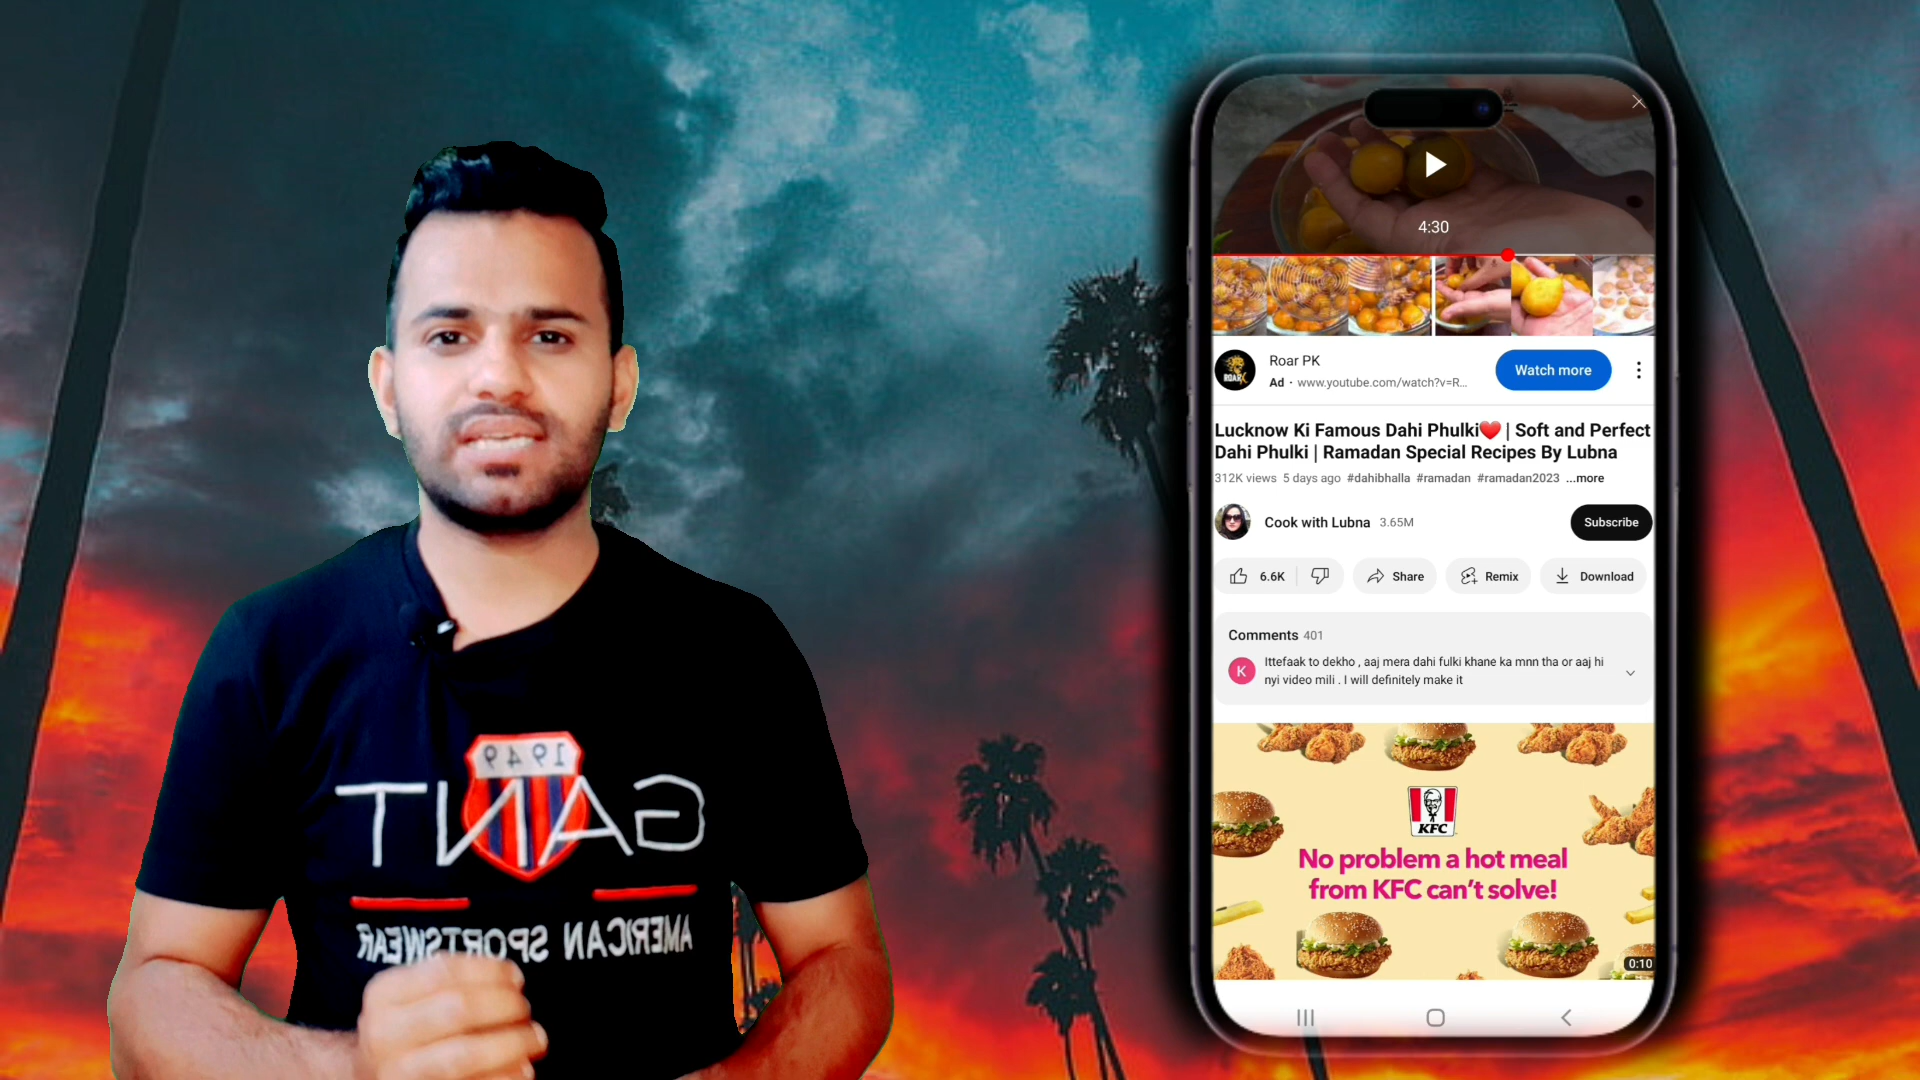 1949
GANT
AMERICAN SPORTSWEAR
4:30
ROAR
Roar PK
Ad · www.youtube.com/watch?v=R...
Watch more
Lucknow Ki Famous Dahi Phulki❤️ | Soft and Perfect
Dahi Phulki | Ramadan Special Recipes By Lubna
312K views 5 days ago #dahibhalla #ramadan #ramadan2023 ...more
Cook with Lubna 3.65M
Subscribe
6.6K
Share
Remix
Download
Comments 401
K
Ittefaak to dekho , aaj mera dahi fulki khane ka mnn tha or aaj hi
nyi video mili . I will definitely make it
KFC
No problem a hot meal
from KFC can't solve!
0:10